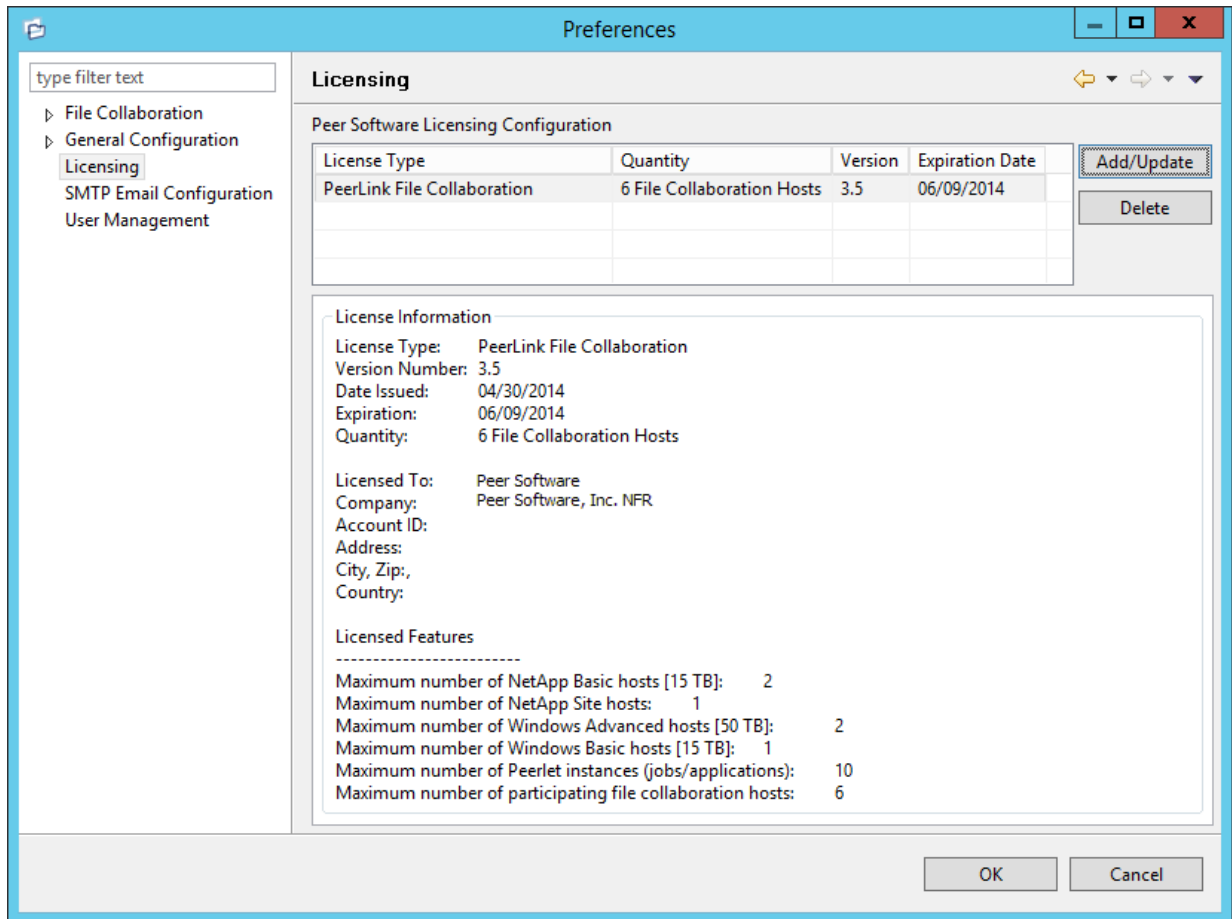 Preferences
X
type filter text
File Collaboration
General Configuration
Licensing
SMTP Email Configuration
User Management
Licensing
Peer Software Licensing Configuration
License Type Quantity Version Expiration Date
PeerLink File Collaboration 6 File Collaboration Hosts 3.5 06/09/2014
Add/Update
Delete
License Information
License Type: PeerLink File Collaboration
Version Number: 3.5
Date Issued: 04/30/2014
Expiration: 06/09/2014
Quantity: 6 File Collaboration Hosts
Licensed To: Peer Software
Company: Peer Software, Inc. NFR
Account ID:
Address:
City, Zip:,
Country:
Licensed Features
-------------------------
Maximum number of NetApp Basic hosts [15 TB]: 2
Maximum number of NetApp Site hosts: 1
Maximum number of Windows Advanced hosts [50 TB]: 2
Maximum number of Windows Basic hosts [15 TB]: 1
Maximum number of Peerlet instances (jobs/applications): 10
Maximum number of participating file collaboration hosts: 6
OK
Cancel